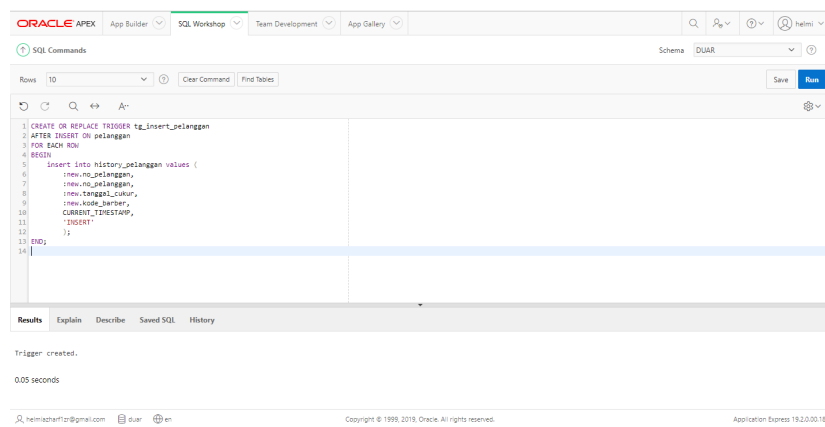 ORACLE APEX App Builder SQL Workshop Team Development App Gallery helmi
SQL Commands Schema DUAR
Rows 10 Clear Command Find Tables Save Run
A··
1 CREATE OR REPLACE TRIGGER tg_insert_pelanggan
2 AFTER INSERT ON pelanggan
3 FOR EACH ROW
4 BEGIN
5 insert into history_pelanggan values (
6 :new.no_pelanggan,
7 :new.no_pelanggan,
8 :new.tanggal_cukur,
9 :new.kode_barber,
10 CURRENT_TIMESTAMP,
11 'INSERT'
12 );
13 END;
14
Results Explain Describe Saved SQL History
Trigger created.
0.05 seconds
helmiazharf1zr@gmail.com duar en Copyright © 1999, 2019, Oracle. All rights reserved. Application Express 19.2.0.00.18